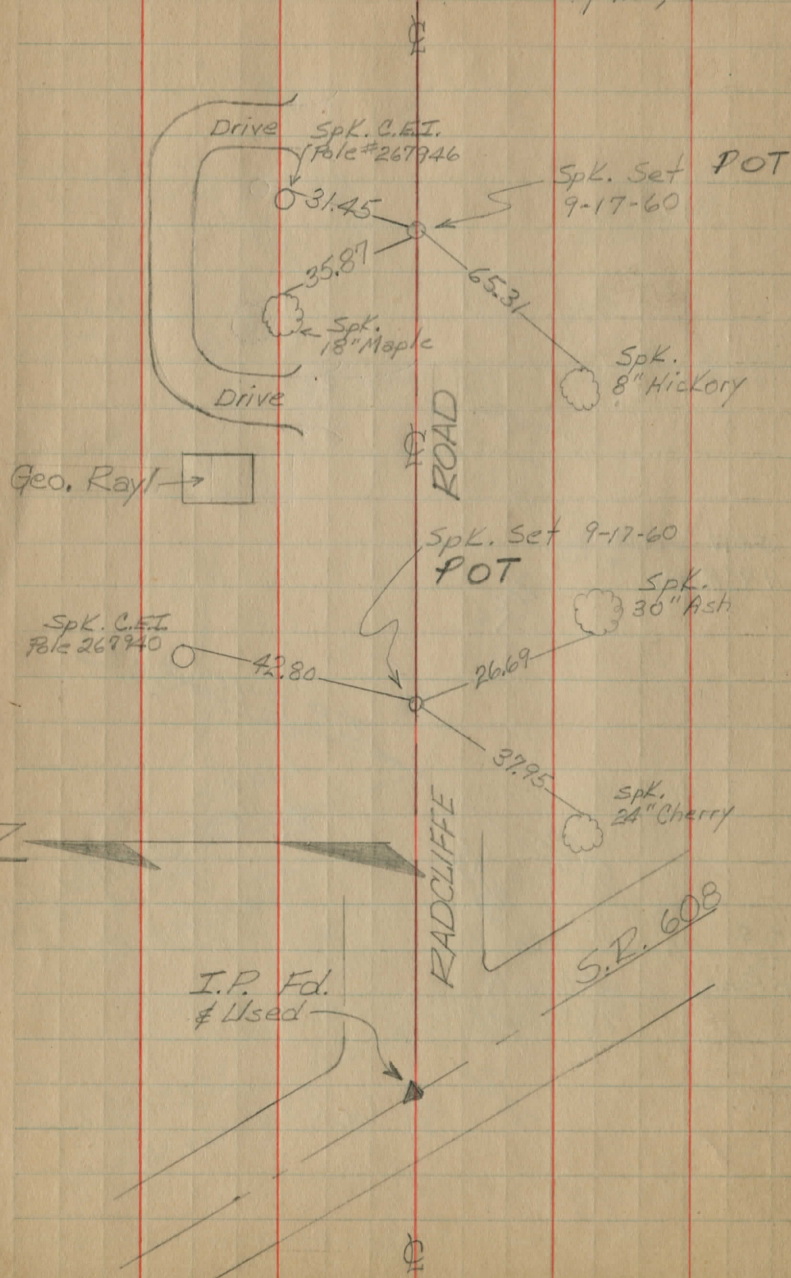 ℄
Drive
Spk. C.E.I.
Pole #267946
Spk. Set POT
9-17-60
31.45
35.87
65.31
Spk.
18" Maple
Spk.
8" Hickory
Drive
℄
ROAD
Geo. Rayl
Spk. Set 9-17-60
POT
Spk.
30" Ash
Spk. C.E.I.
Pole 267940
42.80
26.69
37.95
Spk.
24" Cherry
N
RADCLIFFE
S.R. 608
I.P. Fd.
& Used
℄